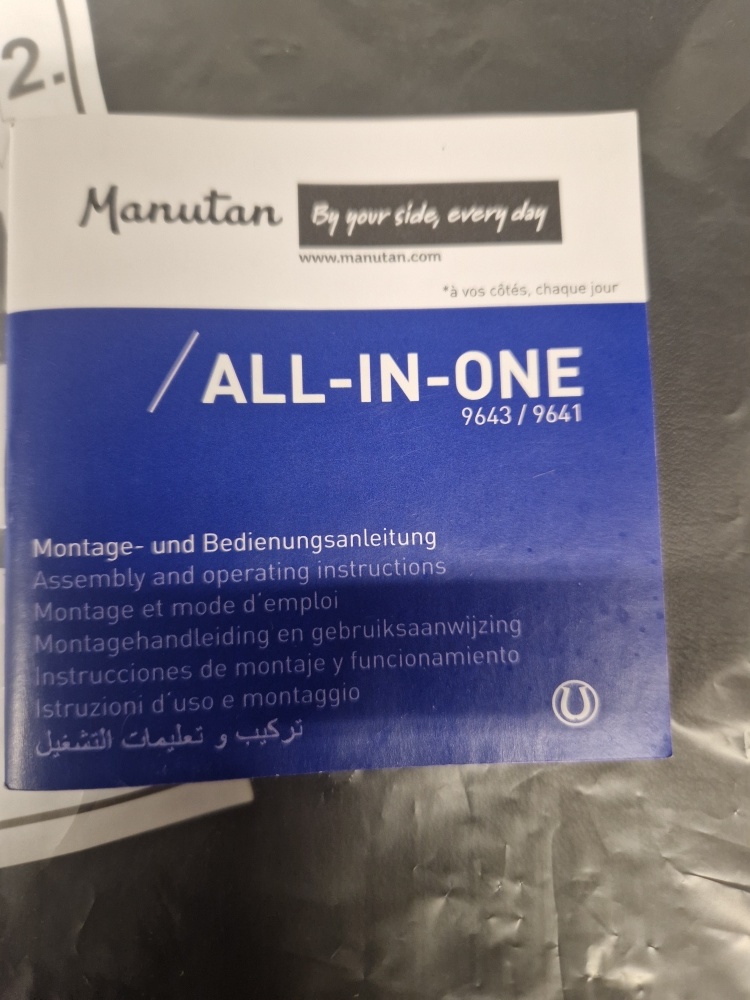 2.
Manutan
By your side, every day
www.manutan.com
*à vos côtés, chaque jour
/ALL-IN-ONE
9643 / 9641
Montage- und Bedienungsanleitung
Assembly and operating instructions
Montage et mode d´emploi
Montagehandleiding en gebruiksaanwijzing
Instrucciones de montaje y funcionamiento
Istruzioni d´uso e montaggio
تركيب و تعليمات التشغيل